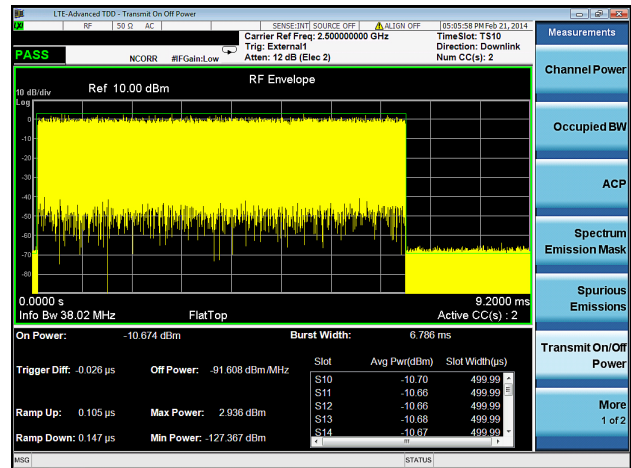 LTE-Advanced TDD - Transmit On Off Power
RF 50 Ω AC SENSE:INT SOURCE OFF ALIGN OFF 05:05:58 PM Feb 21, 2014
Carrier Ref Freq: 2.500000000 GHz TimeSlot: TS10
Trig: External1 Direction: Downlink
PASS NCORR #IFGain:Low Atten: 12 dB (Elec 2) Num CC(s): 2
RF Envelope
10 dB/div Ref 10.00 dBm
Log
0
-10
-20
-30
-40
-50
-60
-70
-80
0.0000 s 9.2000 ms
Info Bw 38.02 MHz FlatTop Active CC(s) : 2
On Power: -10.674 dBm Burst Width: 6.786 ms
Trigger Diff: -0.026 µs Off Power: -91.608 dBm/MHz
Ramp Up: 0.105 µs Max Power: 2.936 dBm
Ramp Down: 0.147 µs Min Power: -127.367 dBm
Slot Avg Pwr(dBm) Slot Width(µs)
S10 -10.70 499.99
S11 -10.66 499.99
S12 -10.66 499.99
S13 -10.68 499.99
S14 -10.67 499.99
MSG STATUS
Measurements
Channel Power
Occupied BW
ACP
Spectrum
Emission Mask
Spurious
Emissions
Transmit On/Off
Power
More
1 of 2